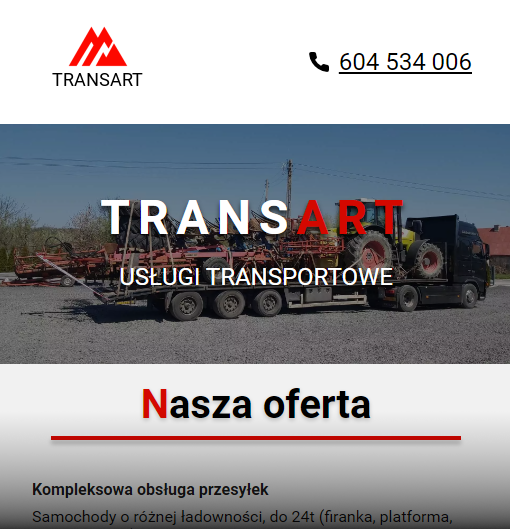 TRANSART
604 534 006
TRANSART
USŁUGI TRANSPORTOWE
Nasza oferta
Kompleksowa obsługa przesyłek
Samochody o różnej ładowności, do 24t (firanka, platforma,